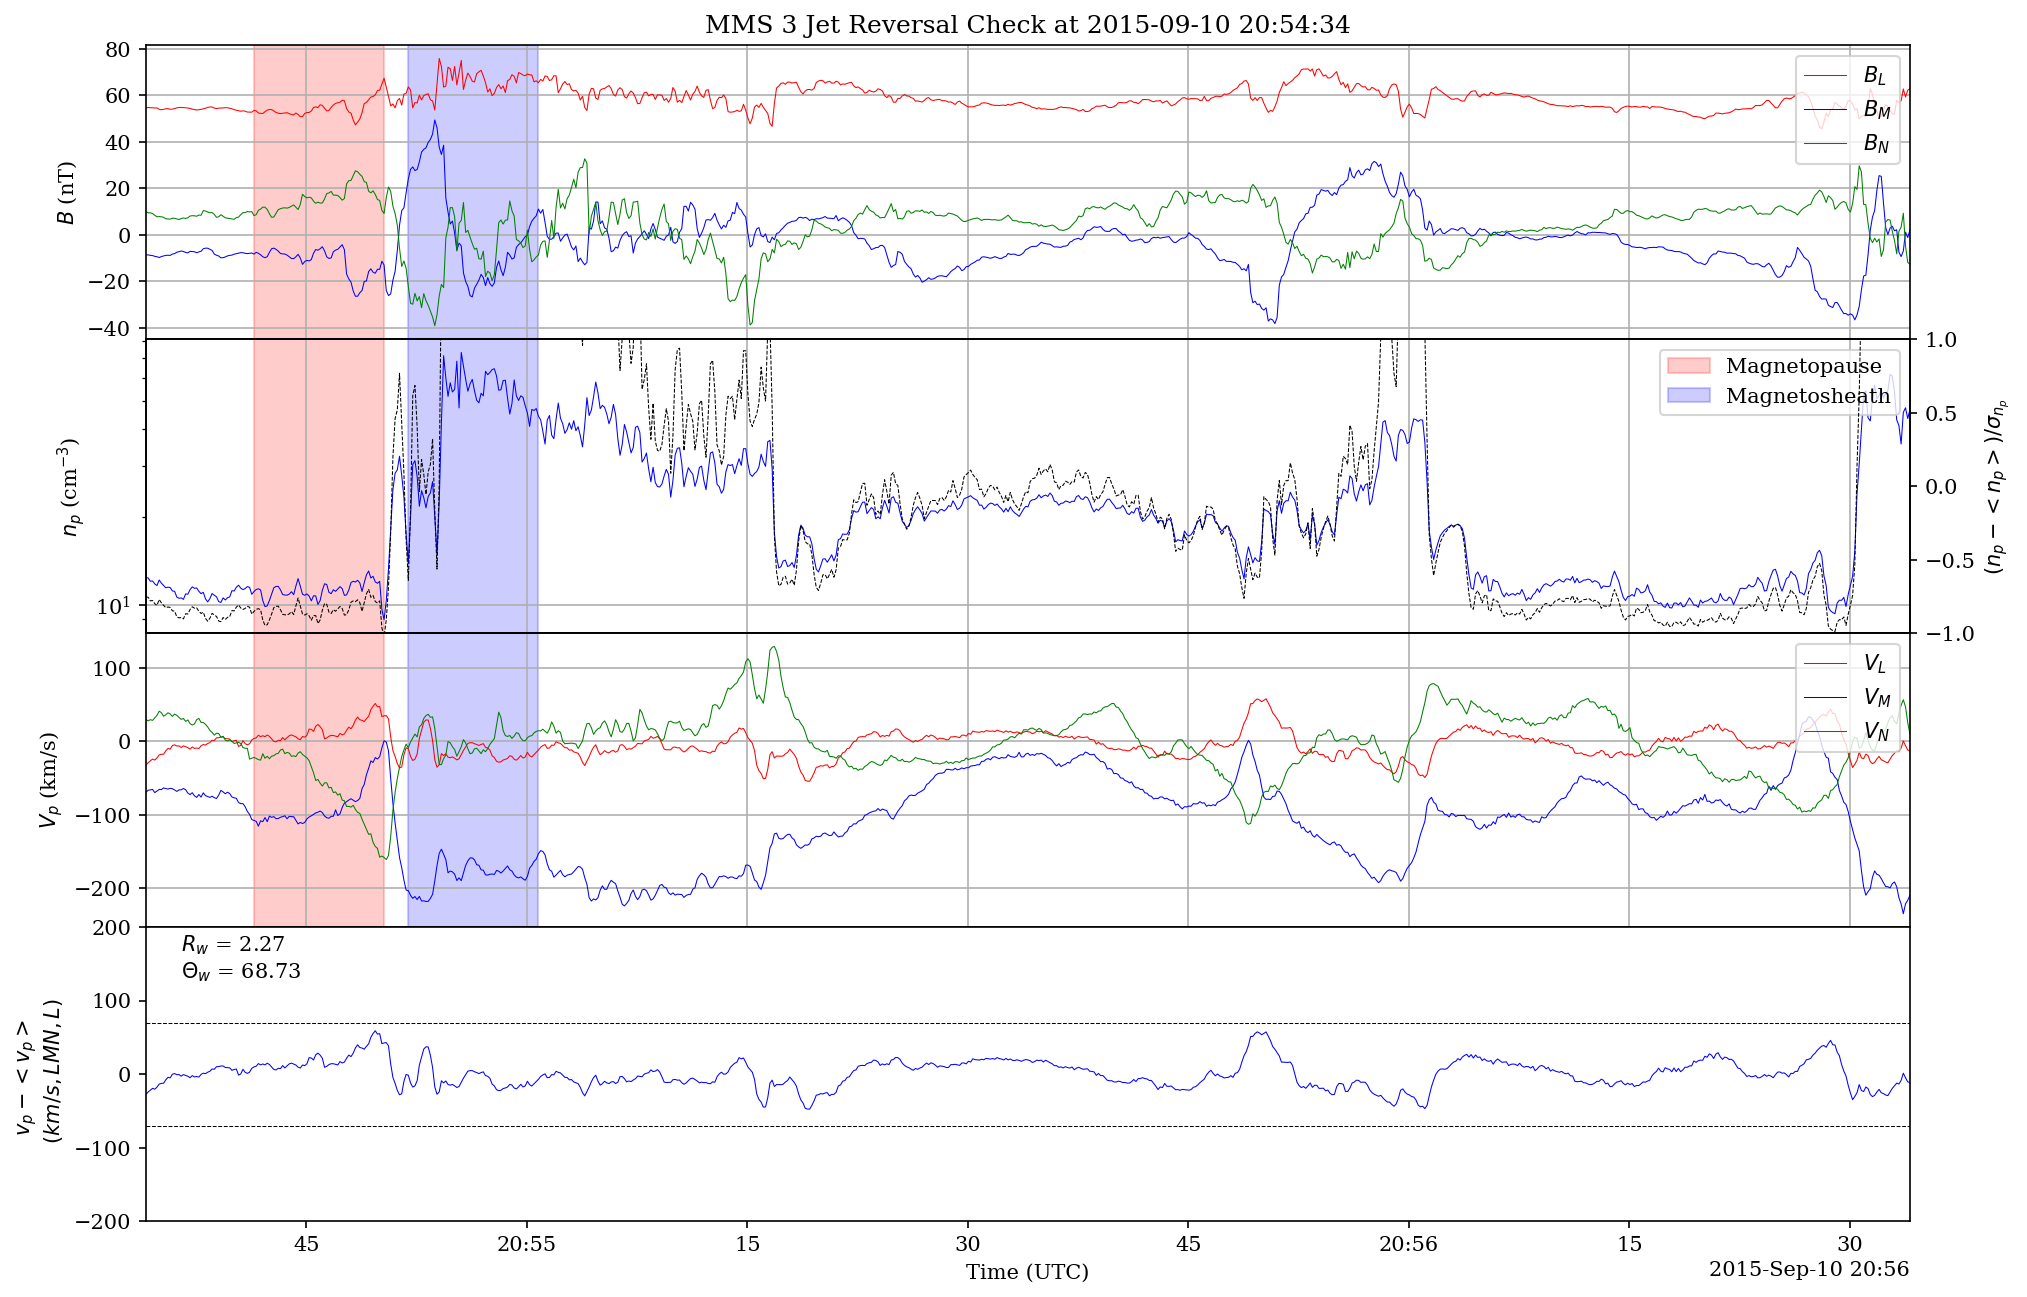 MMS 3 Jet Reversal Check at 2015-09-10 20:54:34
80
60
40
20
0
−20
−40
B (nT)
B_L
B_M
B_N
10^1
n_p (cm^{−3})
Magnetopause
Magnetosheath
1.0
0.5
0.0
−0.5
−1.0
(n_p − < n_p >)/σ_{n_p}
100
0
−100
−200
V_p (km/s)
V_L
V_M
V_N
200
100
0
−100
−200
v_p − < v_p >
(km/s, LMN, L)
R_w = 2.27
Θ_w = 68.73
45 20:55 15 30 45 20:56 15 30
Time (UTC)
2015-Sep-10 20:56